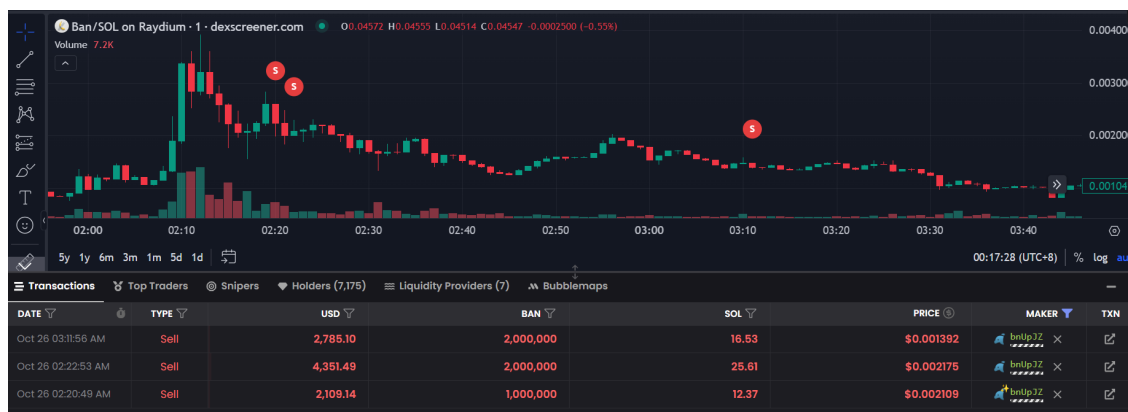 Ban/SOL on Raydium · 1 · dexscreener.com O0.04572 H0.04555 L0.04514 C0.04547 -0.0002500 (-0.55%)
Volume 7.2K
0.00400
0.00300
0.00200
0.00104
S
S
S
02:00 02:10 02:20 02:30 02:40 02:50 03:00 03:10 03:20 03:30 03:40
5y 1y 6m 3m 1m 5d 1d 00:17:28 (UTC+8) % log au
Transactions Top Traders Snipers Holders (7,175) Liquidity Providers (7) Bubblemaps
DATE TYPE USD BAN SOL PRICE MAKER TXN
Oct 26 03:11:56 AM Sell 2,785.10 2,000,000 16.53 $0.001392 bnUpJZ
Oct 26 02:22:53 AM Sell 4,351.49 2,000,000 25.61 $0.002175 bnUpJZ
Oct 26 02:20:49 AM Sell 2,109.14 1,000,000 12.37 $0.002109 bnUpJZ